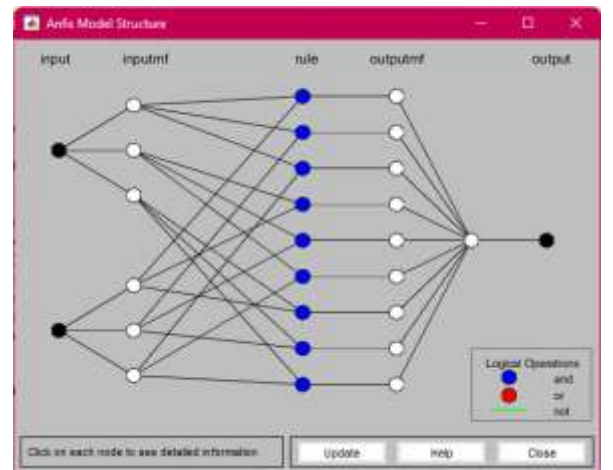 Anfis Model Structure
input inputmf rule outputmf output
Logical Operations
and
or
not
Click on each node to see detailed information
Update Help Close